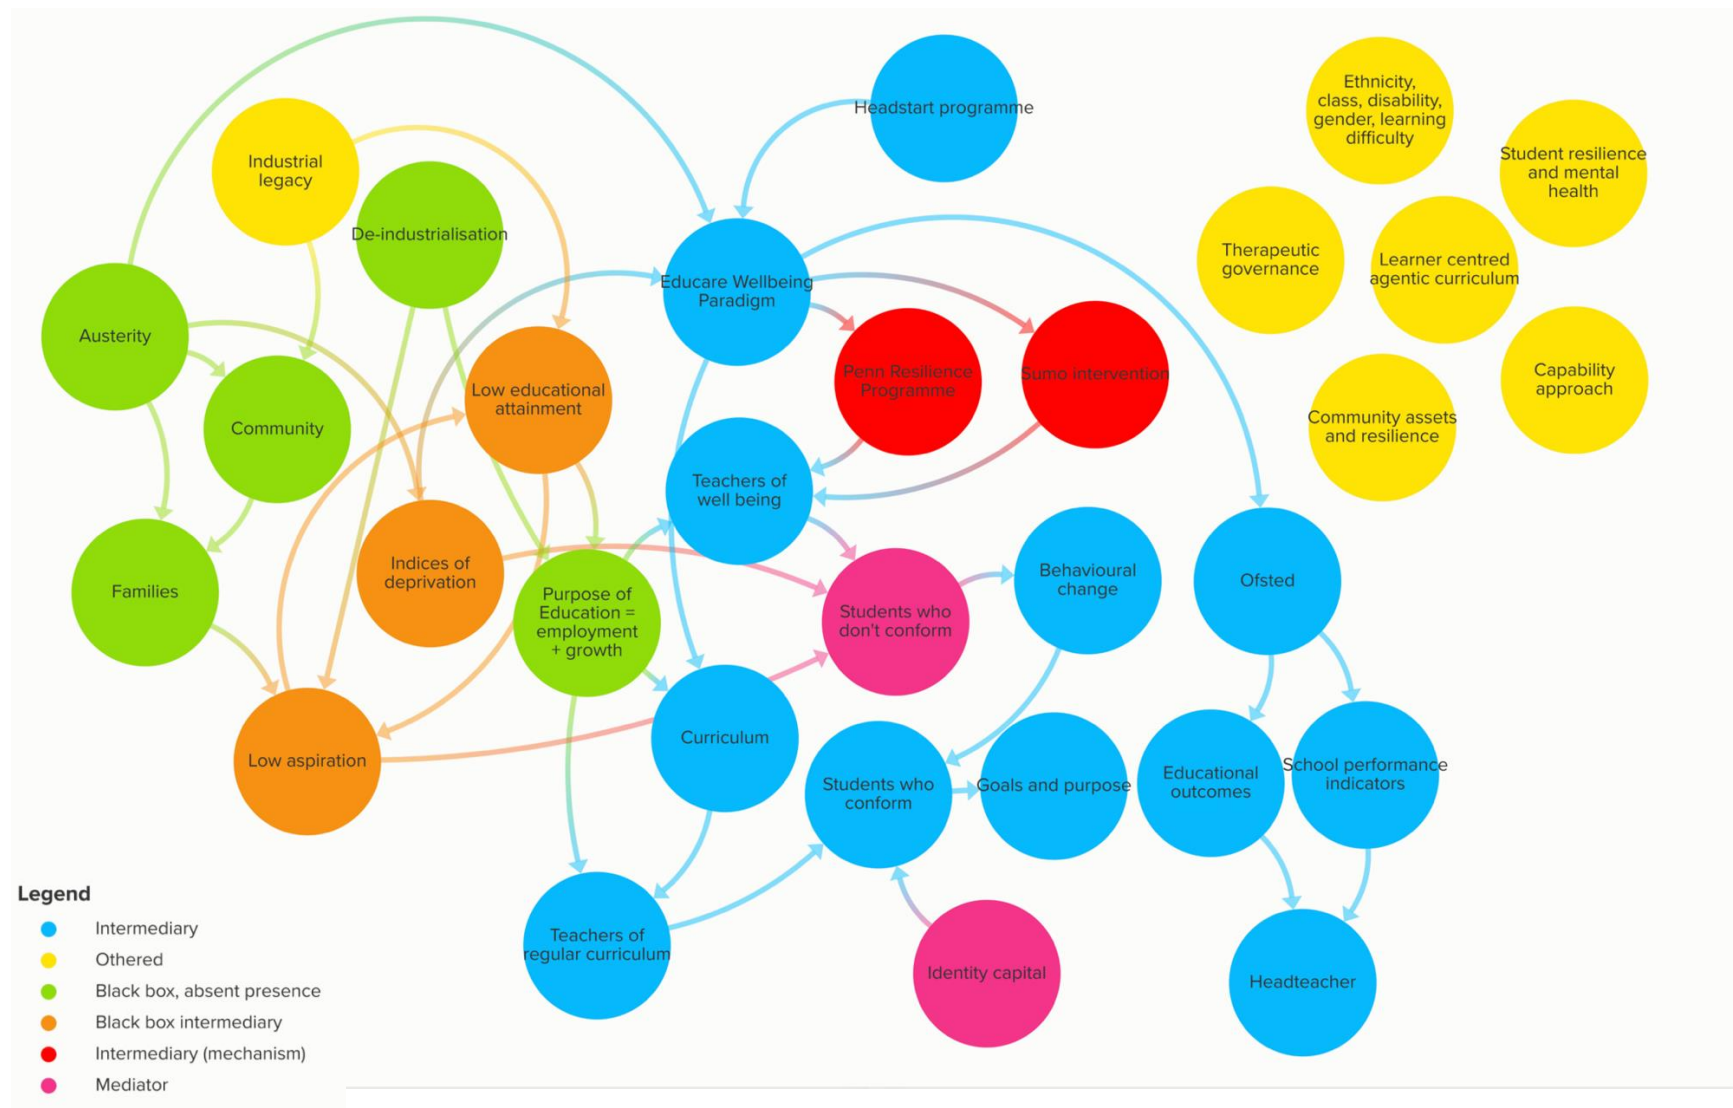 Headstart programme
Ethnicity,
class, disability,
gender, learning
difficulty
Student resilience
and mental
health
Industrial
legacy
De-industrialisation
Therapeutic
governance
Learner centred
agentic curriculum
Educare Wellbeing
Paradigm
Austerity
Community
Low educational
attainment
Penn Resilience
Programme
Sumo intervention
Capability
approach
Community assets
and resilience
Teachers of
well being
Families
Indices of
deprivation
Purpose of
Education =
employment
+ growth
Students who
don't conform
Behavioural
change
Ofsted
Low aspiration
Curriculum
Students who
conform
Goals and purpose
Educational
outcomes
School performance
indicators
Teachers of
regular curriculum
Identity capital
Headteacher
Legend
Intermediary
Othered
Black box, absent presence
Black box intermediary
Intermediary (mechanism)
Mediator